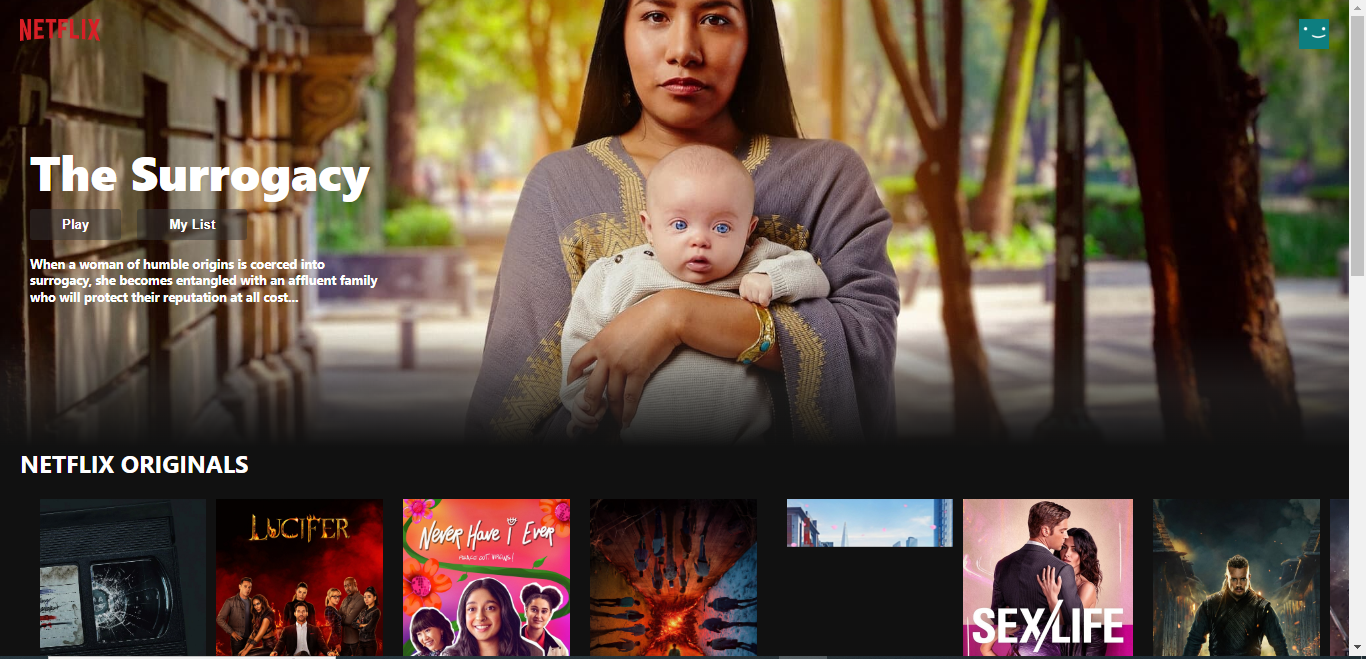 NETFLIX
The Surrogacy
Play
My List
When a woman of humble origins is coerced into
surrogacy, she becomes entangled with an affluent family
who will protect their reputation at all cost...
NETFLIX ORIGINALS
LUCIFER
Never Have i Ever
SEX/LIFE